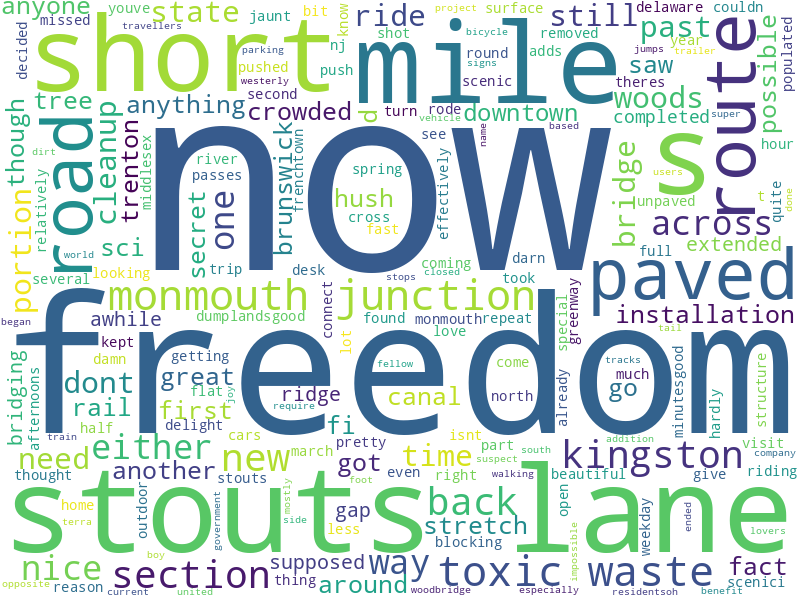 anyone
youve
jaunt
state
bit
ride
know
still
past
delaware
couldn
missed
short
shot
nj
mile
project
surface
removed
adds
year
route
decided
populated
possible
parking
travellers
pushed
westerly
second
push
round
bicycle
signs
scenic
saw
jumps
theres
trailer
woods
completed
super
hour
though
tree
anything
crowded
d
turn
rode
vehicle
downtown
road
cleanup
trenton
middlesex
now
river
passes
brunswick
frenchtown
spring
hush
cross
fast
see
effectively
name
based
s
bridge
unpaved
users
t
quite
done
dirt
relatively
portion
several
world
looking
sci
secret
one
trip
desk
coming
stops
closed
darn
took
across
full
extended
paved
greenway
monmouth junction
connect
installation
began
awhile
dumplandsgood
lot
found
monmouth
repeat
love
special
freedom
kept
damn
getting
great
flat
delight
joy
ridge
require
fellow
tracks
canal
come
north
already
tail
much
go
minutesgood
hardly
structure
bridging
afternoons
dont
rail
half
train
first
cars
march
fi
pretty
isnt
part
south
addition
visit
company
thought
need
either
another
stouts
new
got
even
time
right
suspect
walking
kingston
beautiful
give
riding
home
terra
outdoor
government
mostly
side
foot
gap
less
back
stretch
blocking
open
impossible
weekday
lovers
stouts lane
nice
reason
opposite
boy
current
section
united
supposed
thing
around
way
woodbridge
toxic waste
ended
especially
residentsoh
fact
scenici
benefit